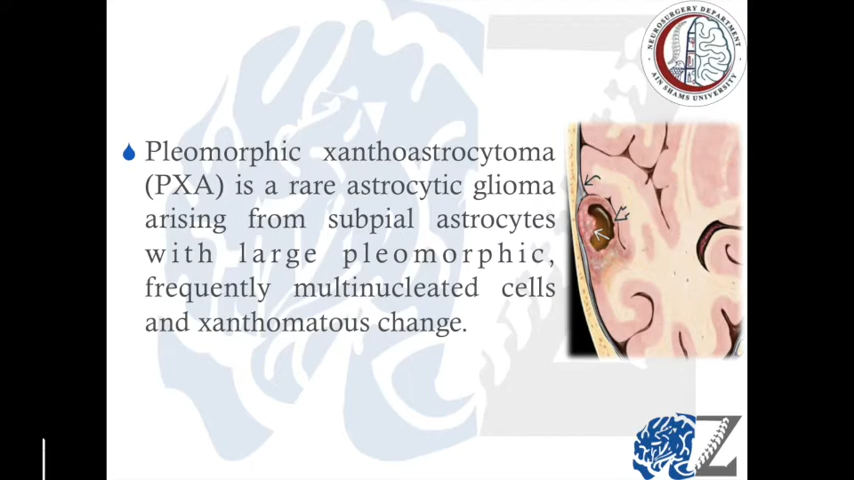 NEUROSURGERY DEPARTMENT
AIN SHAMS UNIVERSITY
Pleomorphic xanthoastrocytoma
(PXA) is a rare astrocytic glioma
arising from subpial astrocytes
with large pleomorphic,
frequently multinucleated cells
and xanthomatous change.
Z